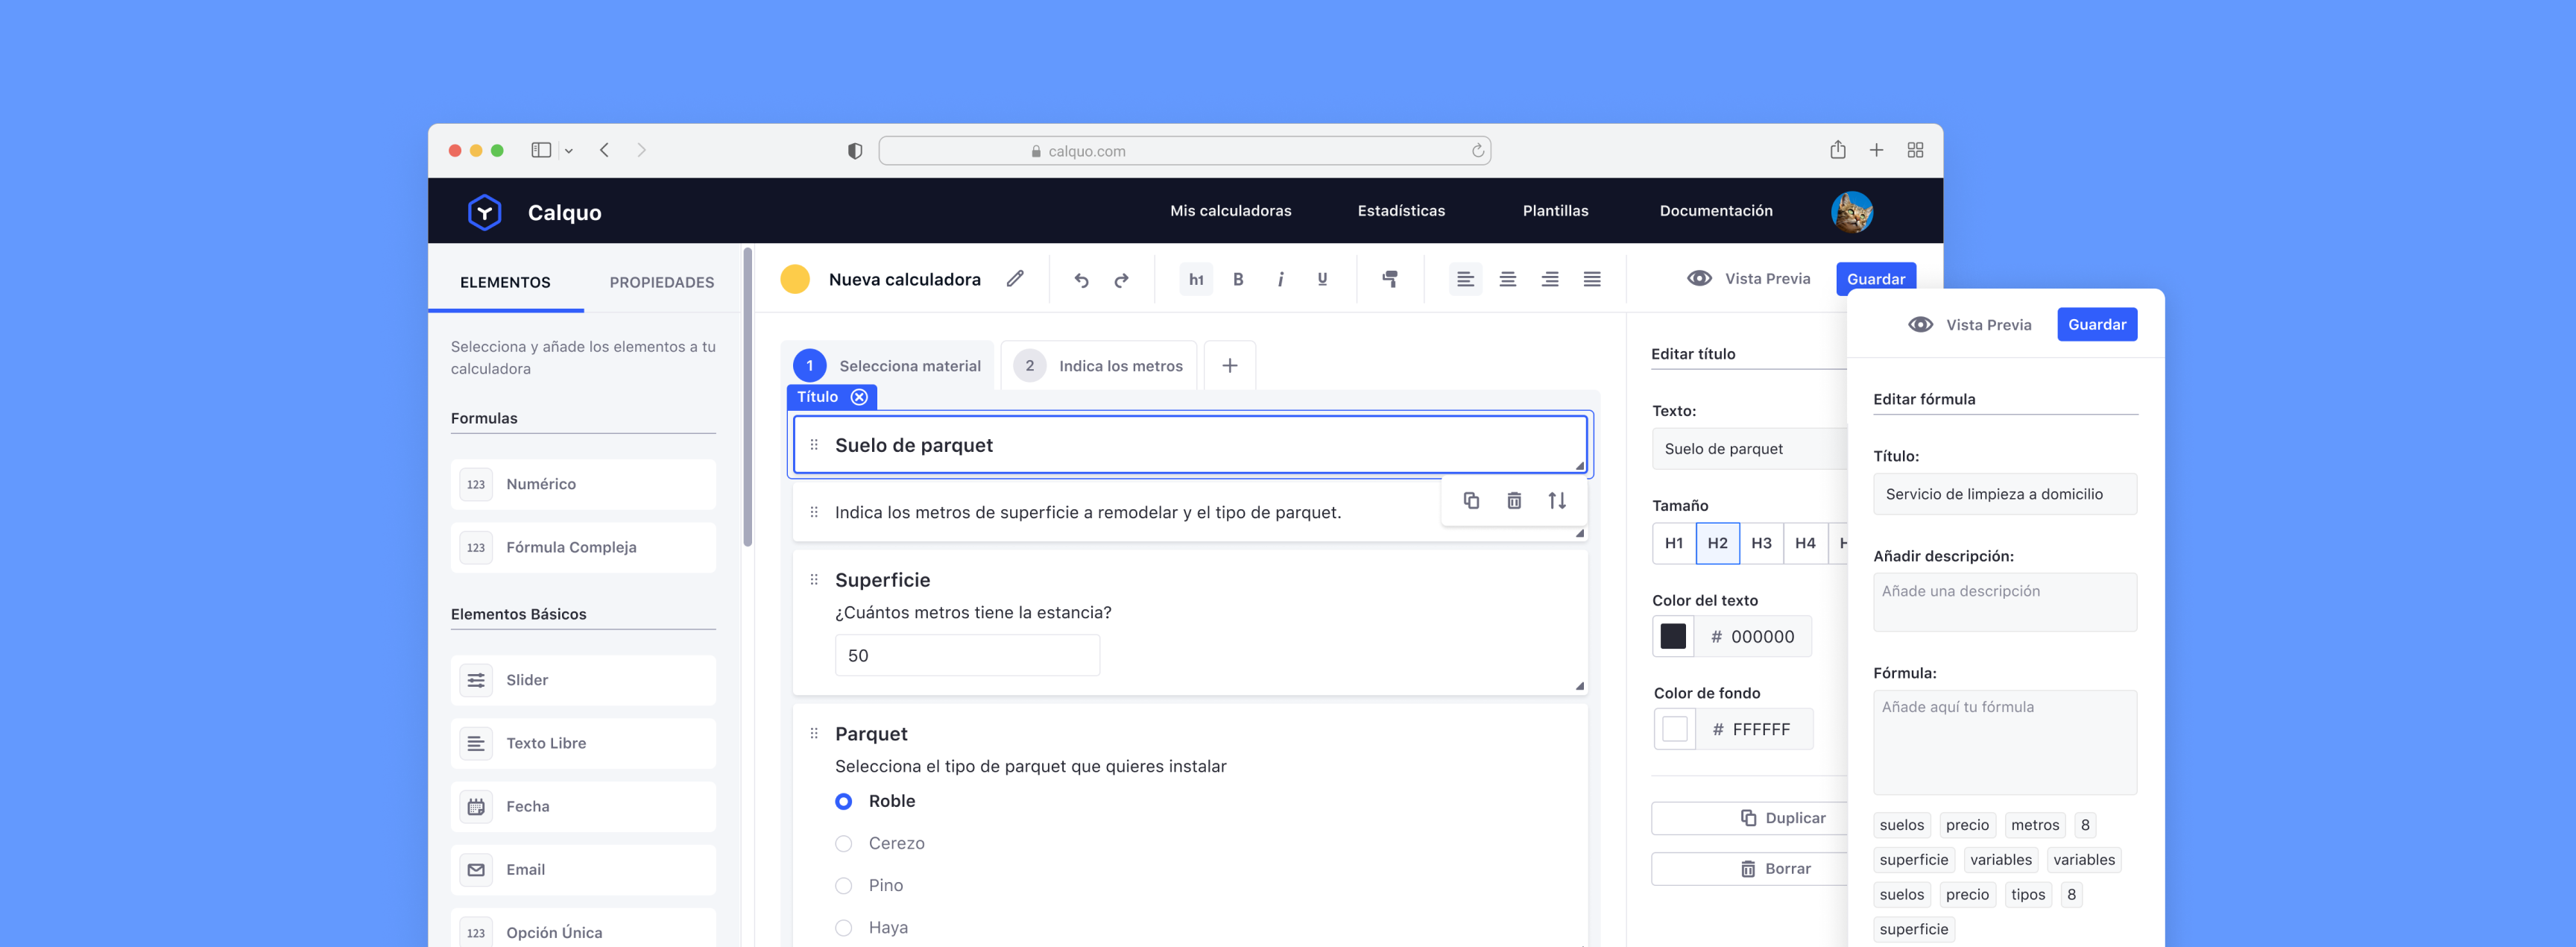 calquo.com
Calquo
Mis calculadoras
Estadísticas
Plantillas
Documentación
ELEMENTOS
PROPIEDADES
Selecciona y añade los elementos a tu
calculadora
Formulas
123 Numérico
123 Fórmula Compleja
Elementos Básicos
Slider
Texto Libre
Fecha
Email
123 Opción Única
Nueva calculadora
h1 B i U
Vista Previa
Guardar
1 Selecciona material
2 Indica los metros
+
Título
Suelo de parquet
Indica los metros de superficie a remodelar y el tipo de parquet.
Superficie
¿Cuántos metros tiene la estancia?
50
Parquet
Selecciona el tipo de parquet que quieres instalar
Roble
Cerezo
Pino
Haya
Editar título
Texto:
Suelo de parquet
Tamaño
H1 H2 H3 H4
Color del texto
# 000000
Color de fondo
# FFFFFF
Duplicar
Borrar
Vista Previa
Guardar
Editar fórmula
Título:
Servicio de limpieza a domicilio
Añadir descripción:
Añade una descripción
Fórmula:
Añade aquí tu fórmula
suelos precio metros 8
superficie variables variables
suelos precio tipos 8
superficie